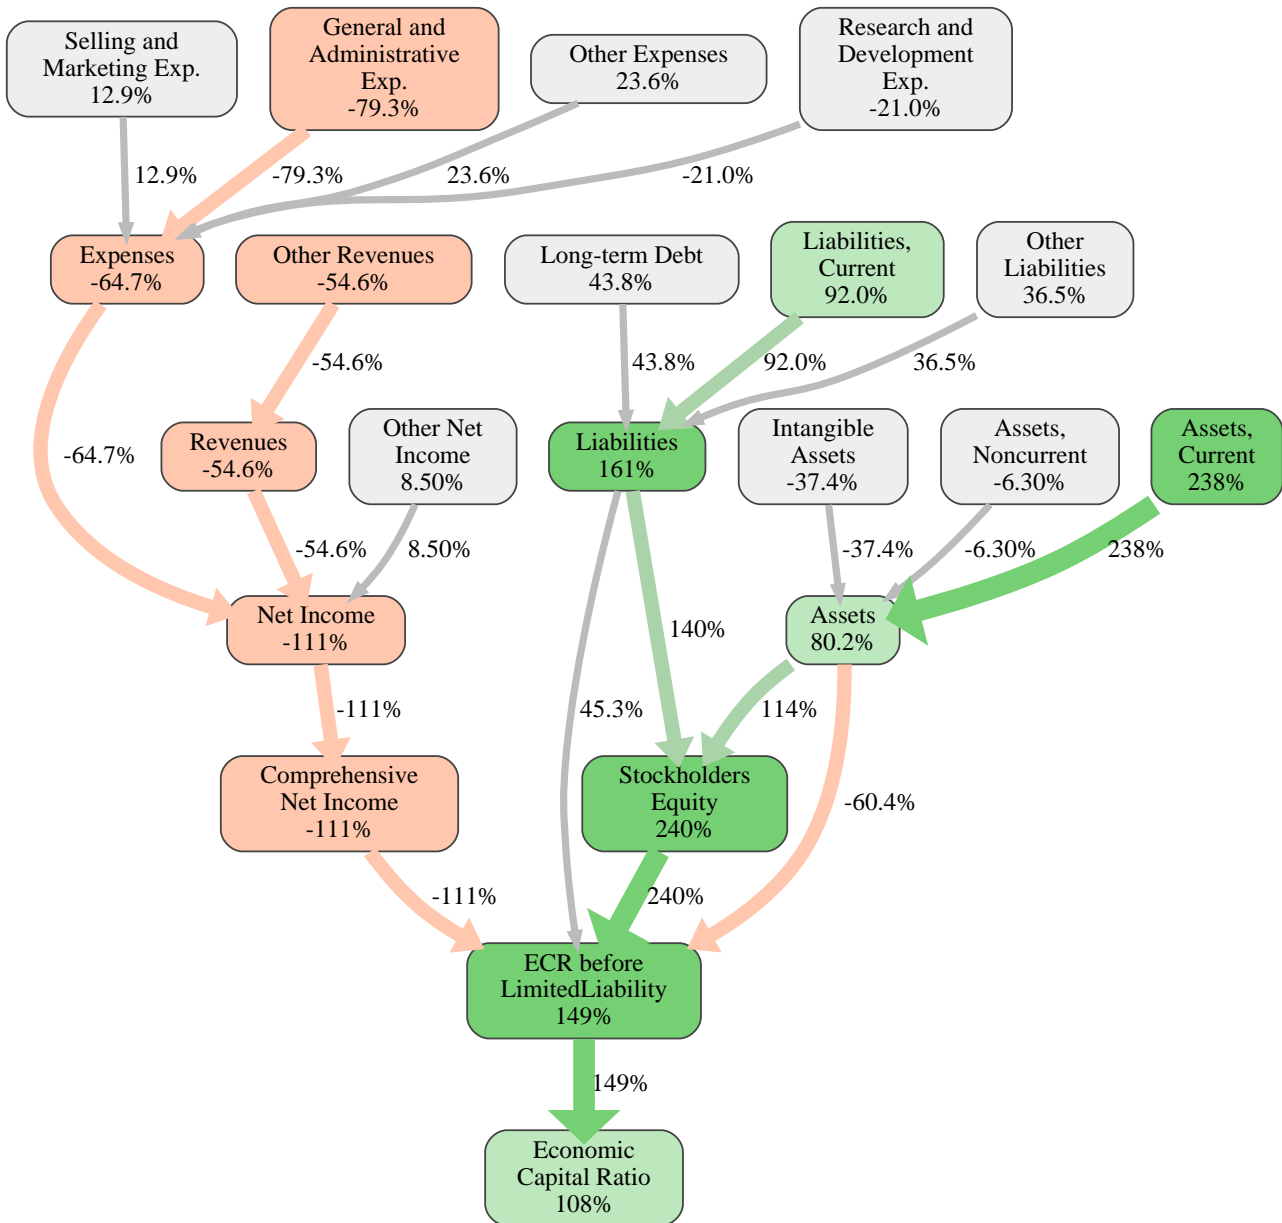 Selling and
Marketing Exp.
12.9%
General and
Administrative
Exp.
-79.3%
Other Expenses
23.6%
Research and
Development
Exp.
-21.0%
12.9%
-79.3%
23.6%
-21.0%
Expenses
-64.7%
Other Revenues
-54.6%
Long-term Debt
43.8%
Liabilities,
Current
92.0%
Other
Liabilities
36.5%
-54.6%
43.8%
92.0%
36.5%
-64.7%
Revenues
-54.6%
Other Net
Income
8.50%
Liabilities
161%
Intangible
Assets
-37.4%
Assets,
Noncurrent
-6.30%
Assets,
Current
238%
-54.6%
8.50%
-37.4%
-6.30%
238%
Net Income
-111%
140%
Assets
80.2%
-111%
45.3%
114%
-60.4%
Comprehensive
Net Income
-111%
Stockholders
Equity
240%
-111%
240%
ECR before
LimitedLiability
149%
149%
Economic
Capital Ratio
108%